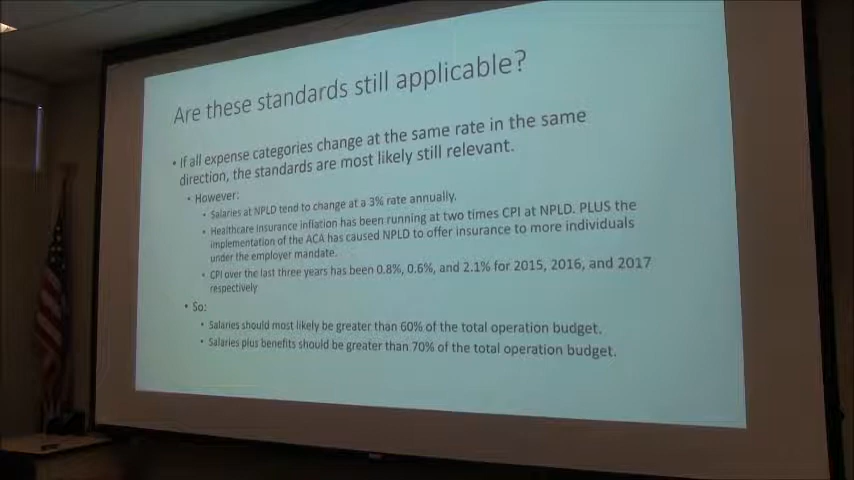 Are these standards still applicable?
• If all expense categories change at the same rate in the same
direction, the standards are most likely still relevant.
• However:
• Salaries at NPLD tend to change at a 3% rate annually.
• Healthcare insurance inflation has been running at two times CPI at NPLD. PLUS the
implementation of the ACA has caused NPLD to offer insurance to more individuals
under the employer mandate.
• CPI over the last three years has been 0.8%, 0.6%, and 2.1% for 2015, 2016, and 2017
respectively
• So:
• Salaries should most likely be greater than 60% of the total operation budget.
• Salaries plus benefits should be greater than 70% of the total operation budget.